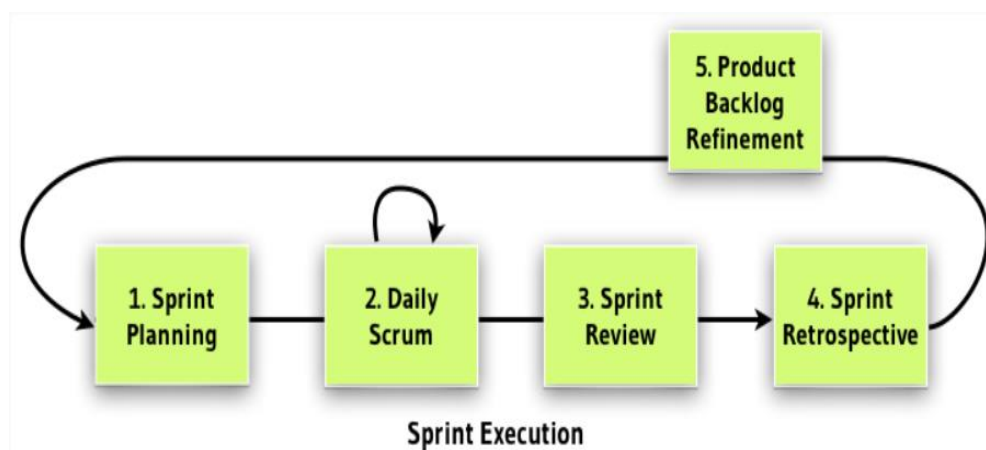 5. Product
Backlog
Refinement
1. Sprint
Planning
2. Daily
Scrum
3. Sprint
Review
4. Sprint
Retrospective
Sprint Execution